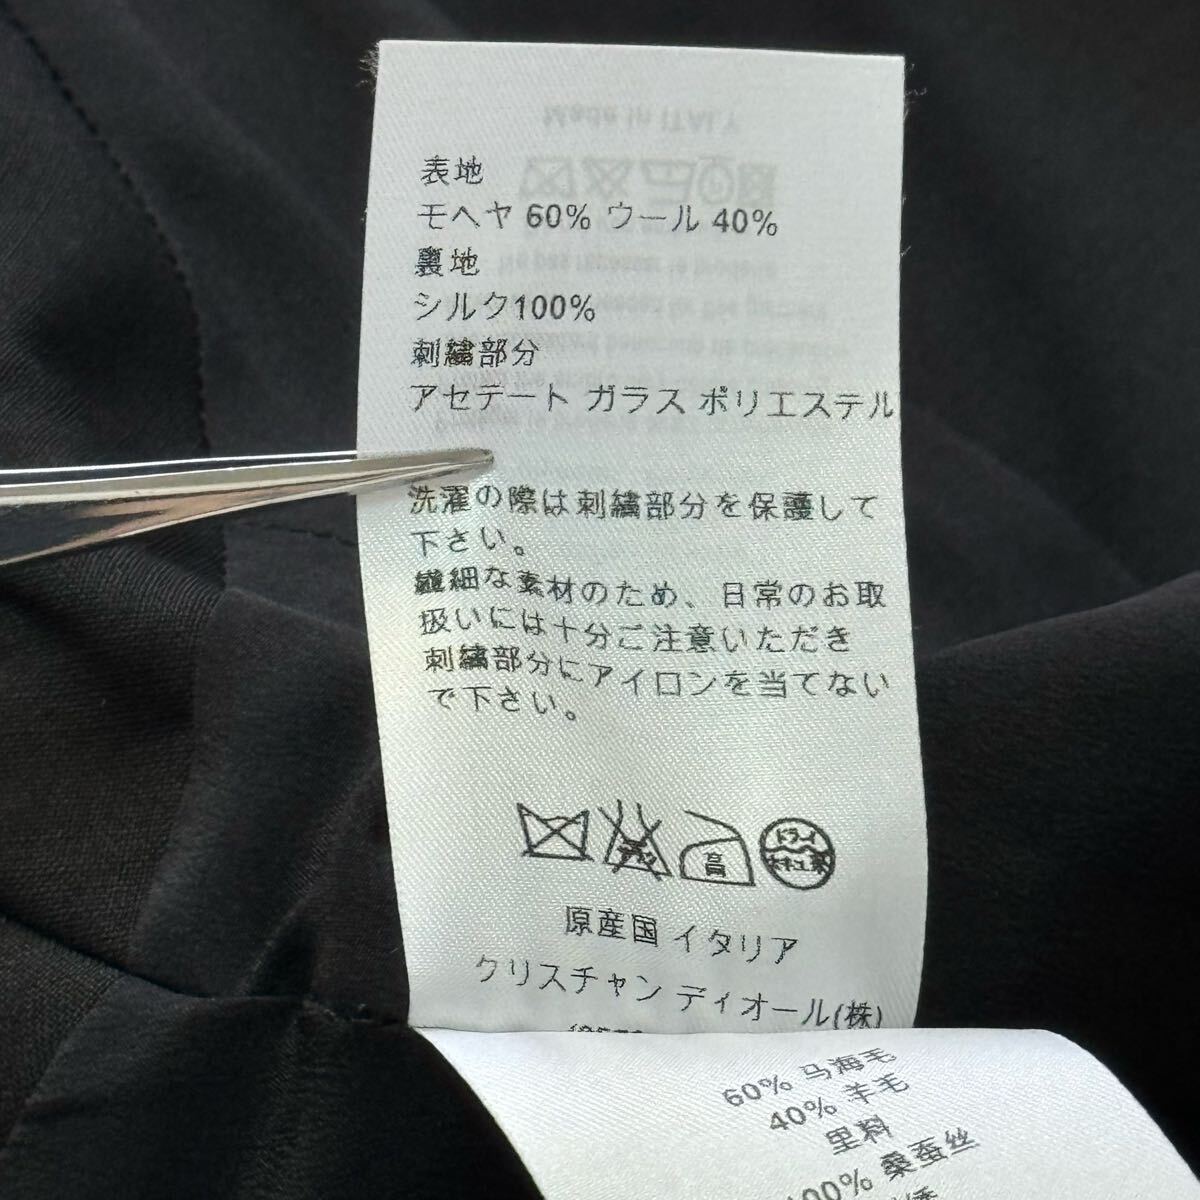 表地
モヘヤ 60% ウール 40%
裏地
シルク100%
刺繍部分
アセテート ガラス ポリエステル
洗濯の際は刺繍部分を保護して
下さい。
繊細な素材のため、日常のお取
扱いには十分ご注意いただき
刺繍部分にアイロンを当てない
で下さい。
高 ドライ
原産国 イタリア
クリスチャン ディオール(株)
60% 马海毛
40% 羊毛
里料
100% 桑蚕丝